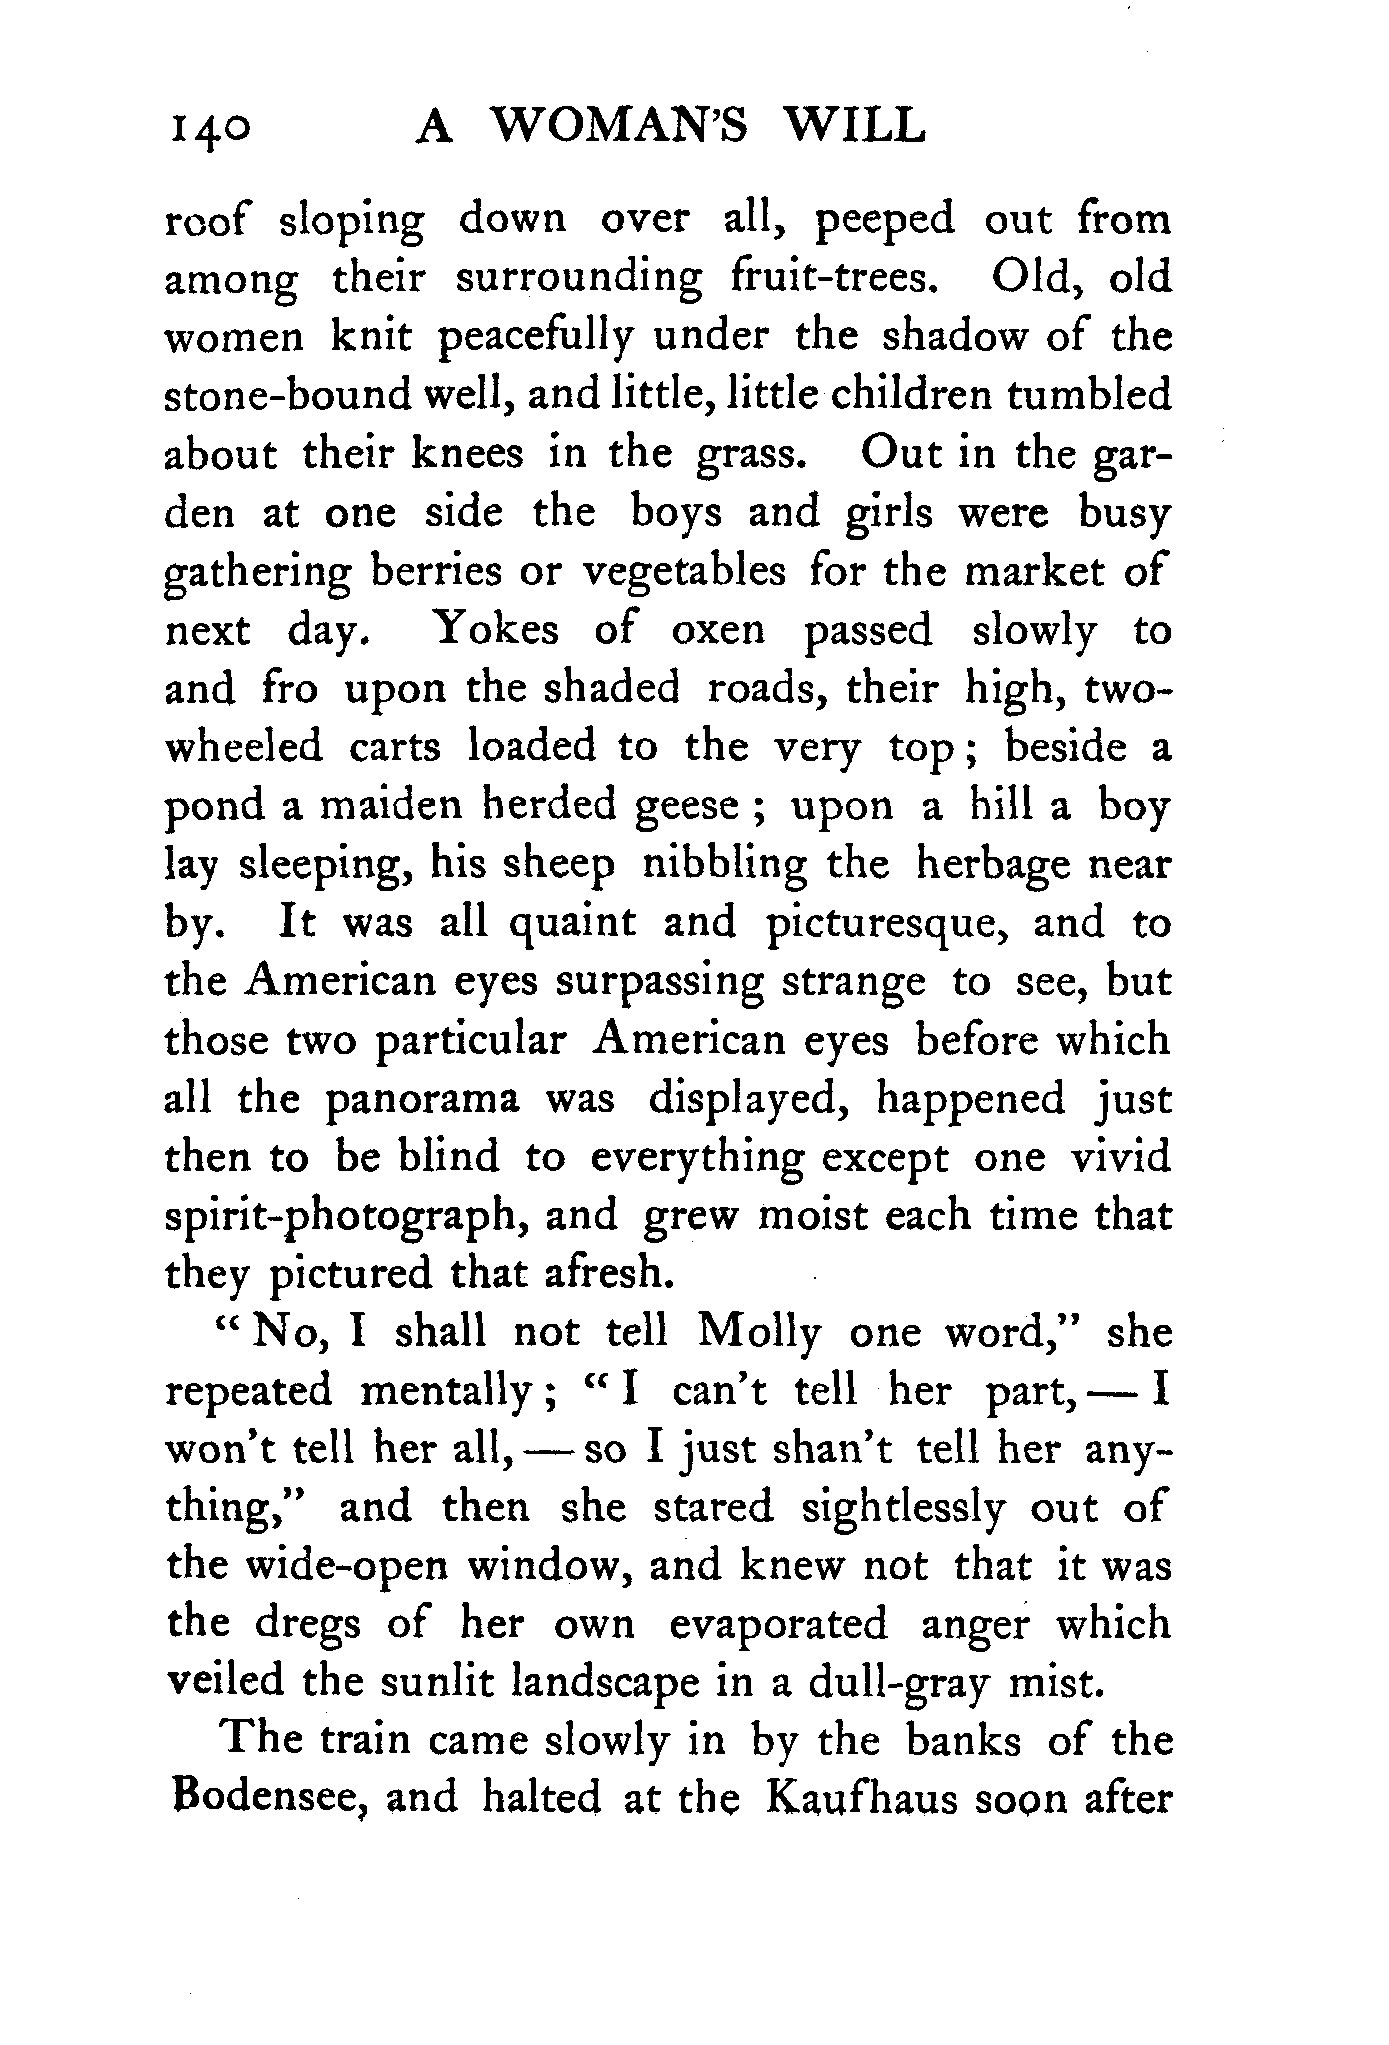 140 A WOMAN'S WILL
roof sloping down over all, peeped out from
among their surrounding fruit-trees. Old, old
women knit peacefully under the shadow of the
stone-bound well, and little, little children tumbled
about their knees in the grass. Out in the gar-
den at one side the boys and girls were busy
gathering berries or vegetables for the market of
next day. Yokes of oxen passed slowly to
and fro upon the shaded roads, their high, two-
wheeled carts loaded to the very top; beside a
pond a maiden herded geese; upon a hill a boy
lay sleeping, his sheep nibbling the herbage near
by. It was all quaint and picturesque, and to
the American eyes surpassing strange to see, but
those two particular American eyes before which
all the panorama was displayed, happened just
then to be blind to everything except one vivid
spirit-photograph, and grew moist each time that
they pictured that afresh.
"No, I shall not tell Molly one word," she
repeated mentally; "I can't tell her part,— I
won't tell her all,—so I just shan't tell her any-
thing," and then she stared sightlessly out of
the wide-open window, and knew not that it was
the dregs of her own evaporated anger which
veiled the sunlit landscape in a dull-gray mist.
The train came slowly in by the banks of the
Bodensee, and halted at the Kaufhaus soon after